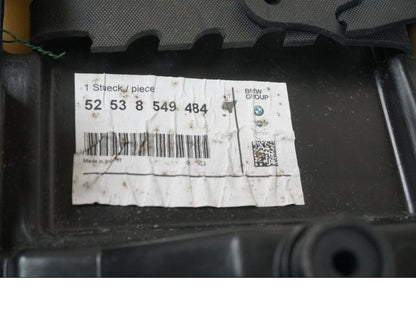 1 Stueck / piece
52 53 8 549 484
BMW
GROUP
Made in